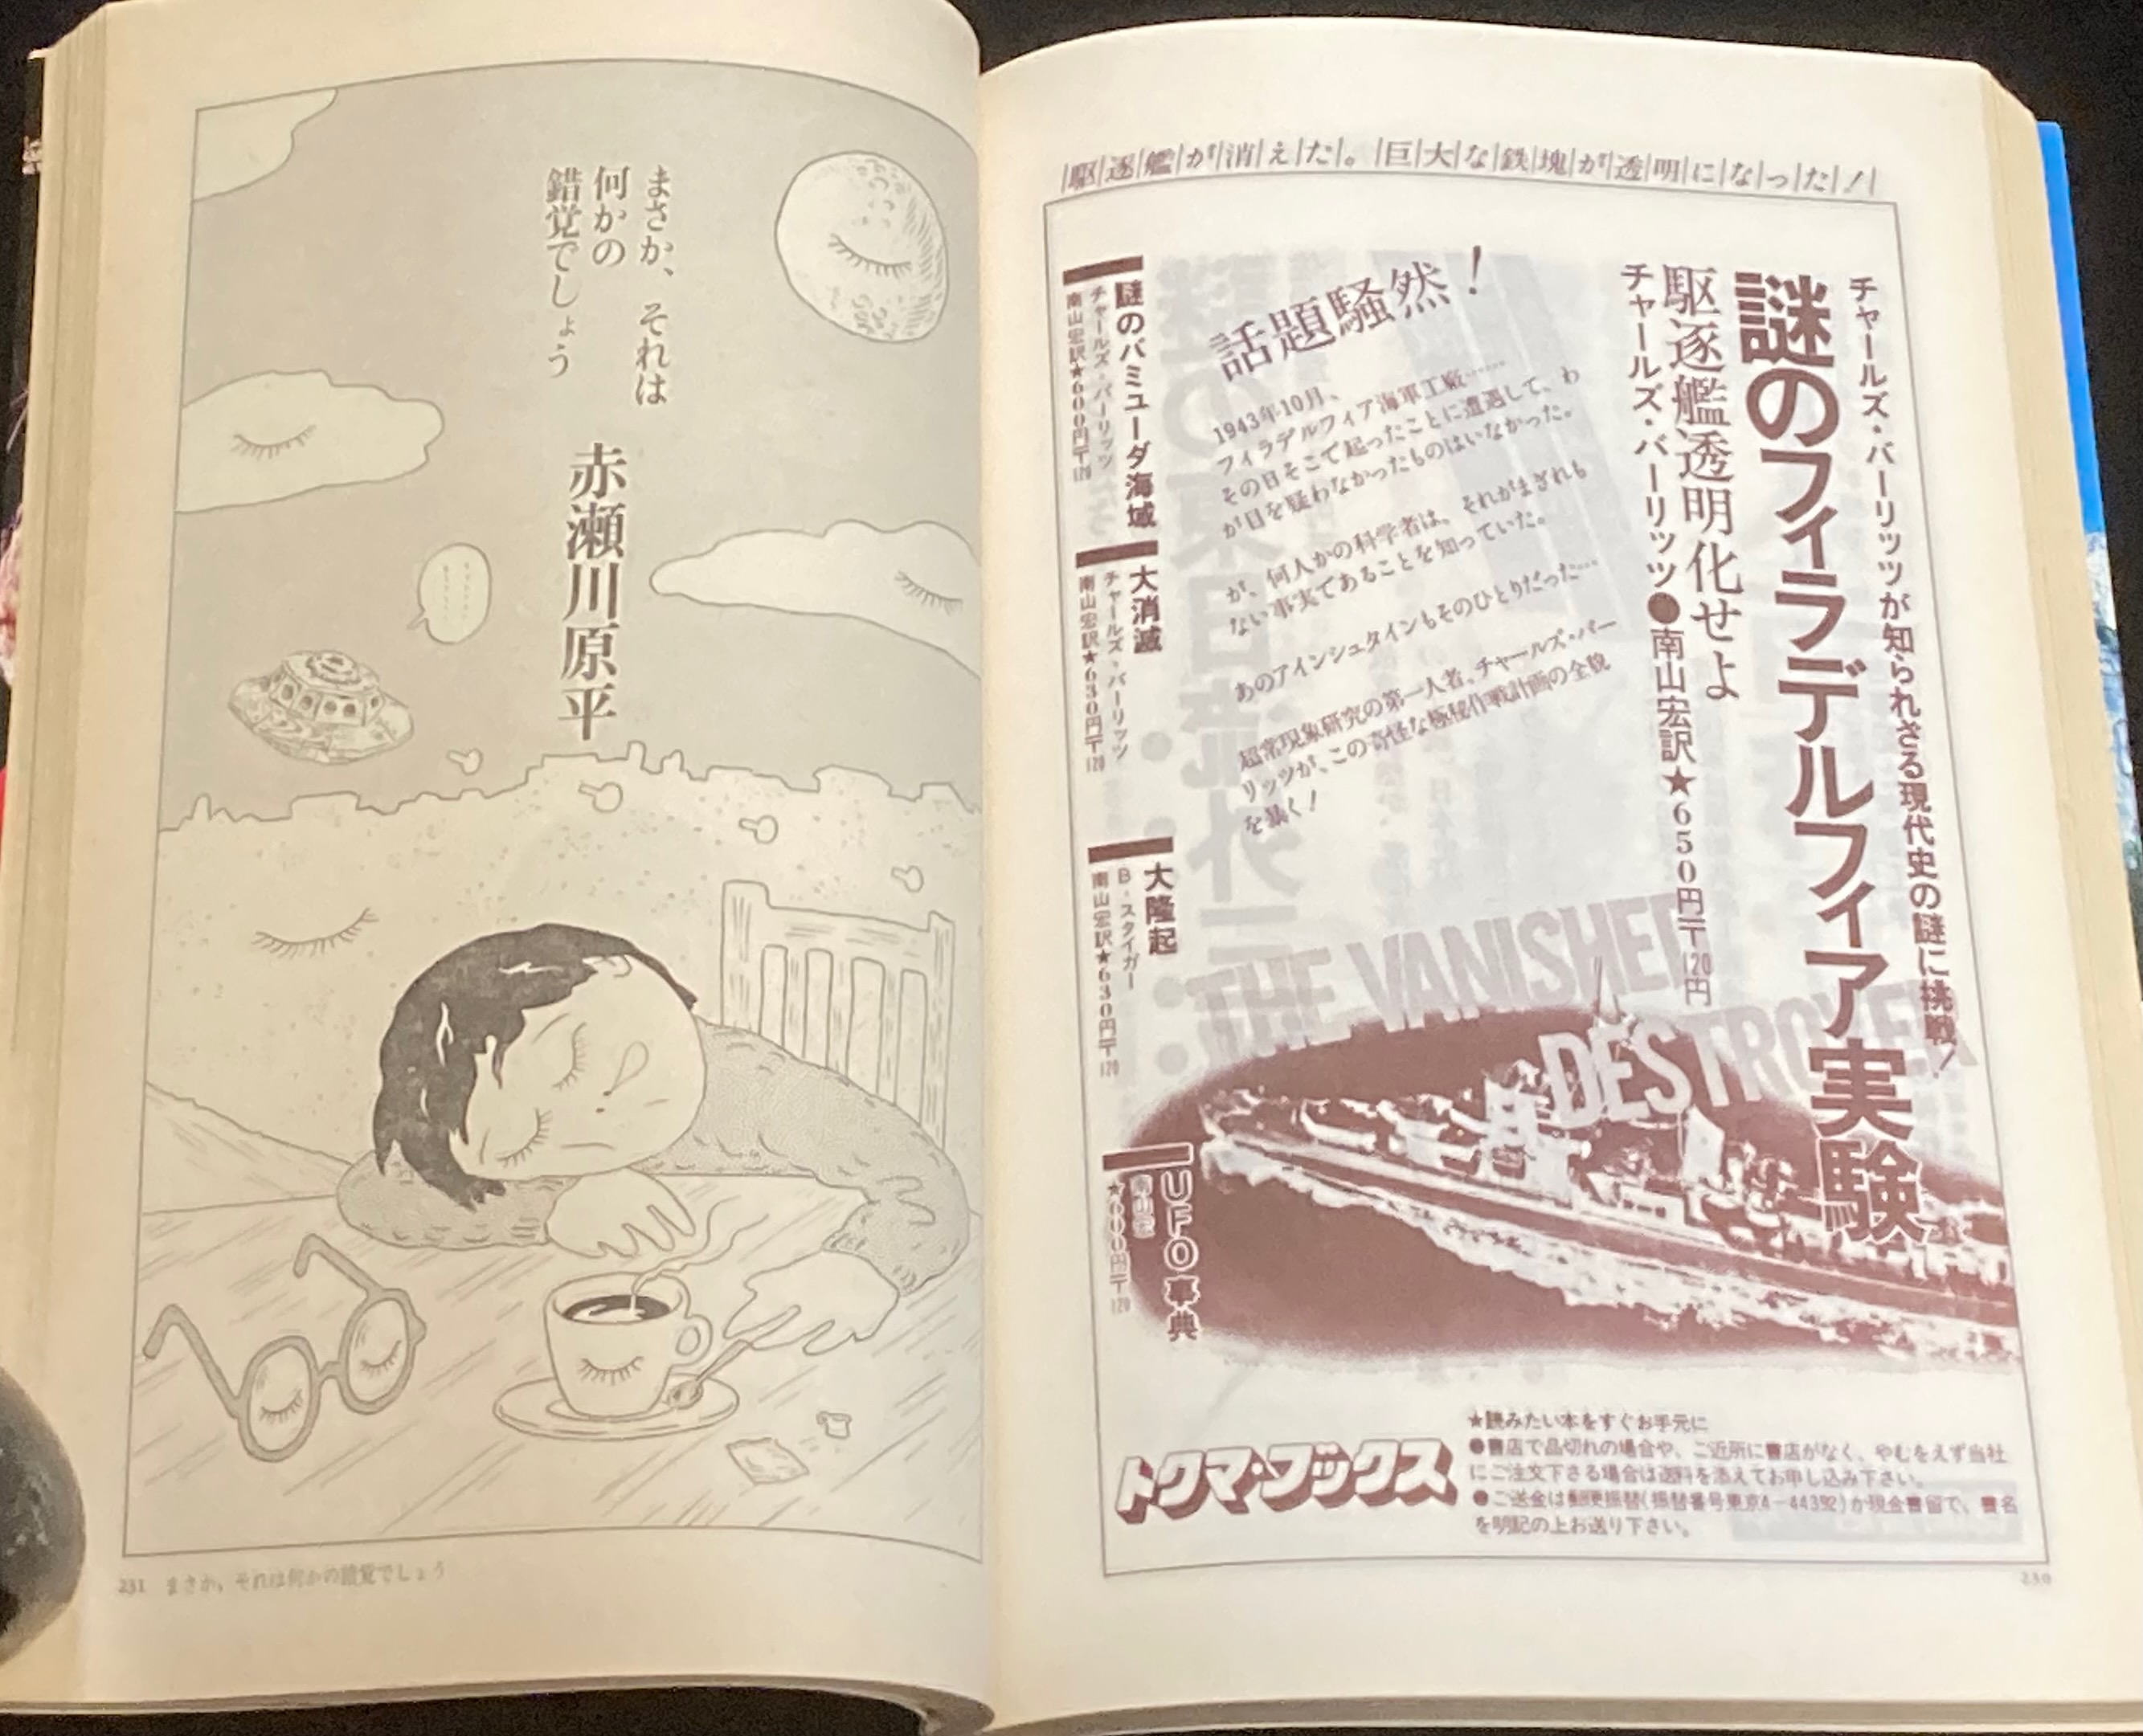 駆逐艦が消えた。巨大な鉄塊が透明になった!
チャールズ・バーリッツが知られざる現代史の謎に挑戦!
謎のフィラデルフィア実験
駆逐艦透明化せよ
チャールズ・バーリッツ●南山宏訳★650円〒120円
話題騒然!
1943年10月、
フィラデルフィア海軍工廠……
その日そこで起ったことに遭遇して、わ
が目を疑わなかったものはいなかった。
が、何人かの科学者は、それがまぎれも
ない事実であることを知っていた。
あのアインシュタインもそのひとりだった…
超常現象研究の第一人者、チャールズ・バー
リッツが、この奇怪な極秘作戦計画の全貌
を暴く!
THE VANISHED
DESTROYER
謎のバミューダ海域
チャールズ・バーリッツ
南山宏訳★600円〒120
大消滅
チャールズ・バーリッツ
南山宏訳★630円〒120
大隆起
B・スタイガー
南山宏訳★630円〒120
UFO事典
南山宏
★600円〒120
トクマ・ブックス
★読みたい本をすぐお手元に
●書店で品切れの場合や、ご近所に書店がなく、やむをえず当社
にご注文下さる場合は送料を添えてお申し込み下さい。
●ご送金は郵便振替(振替番号東京4-44392)か現金書留で、書名
を明記の上お送り下さい。
230
まさか、それは
何かの
錯覚でしょう
赤瀬川原平
231 まさか，それは何かの錯覚でしょう